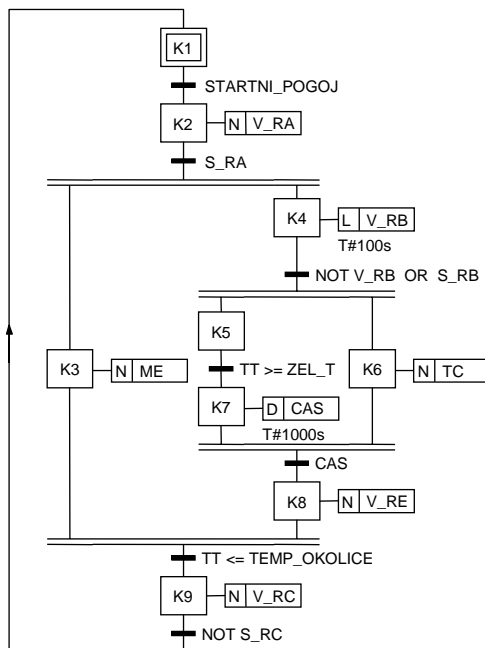 K1
STARTNI_POGOJ
K2 N V_RA
S_RA
K4 L V_RB
T#100s
NOT V_RB OR S_RB
K5
K3 N ME
TT >= ZEL_T
K6 N TC
K7 D CAS
T#1000s
CAS
K8 N V_RE
TT <= TEMP_OKOLICE
K9 N V_RC
NOT S_RC